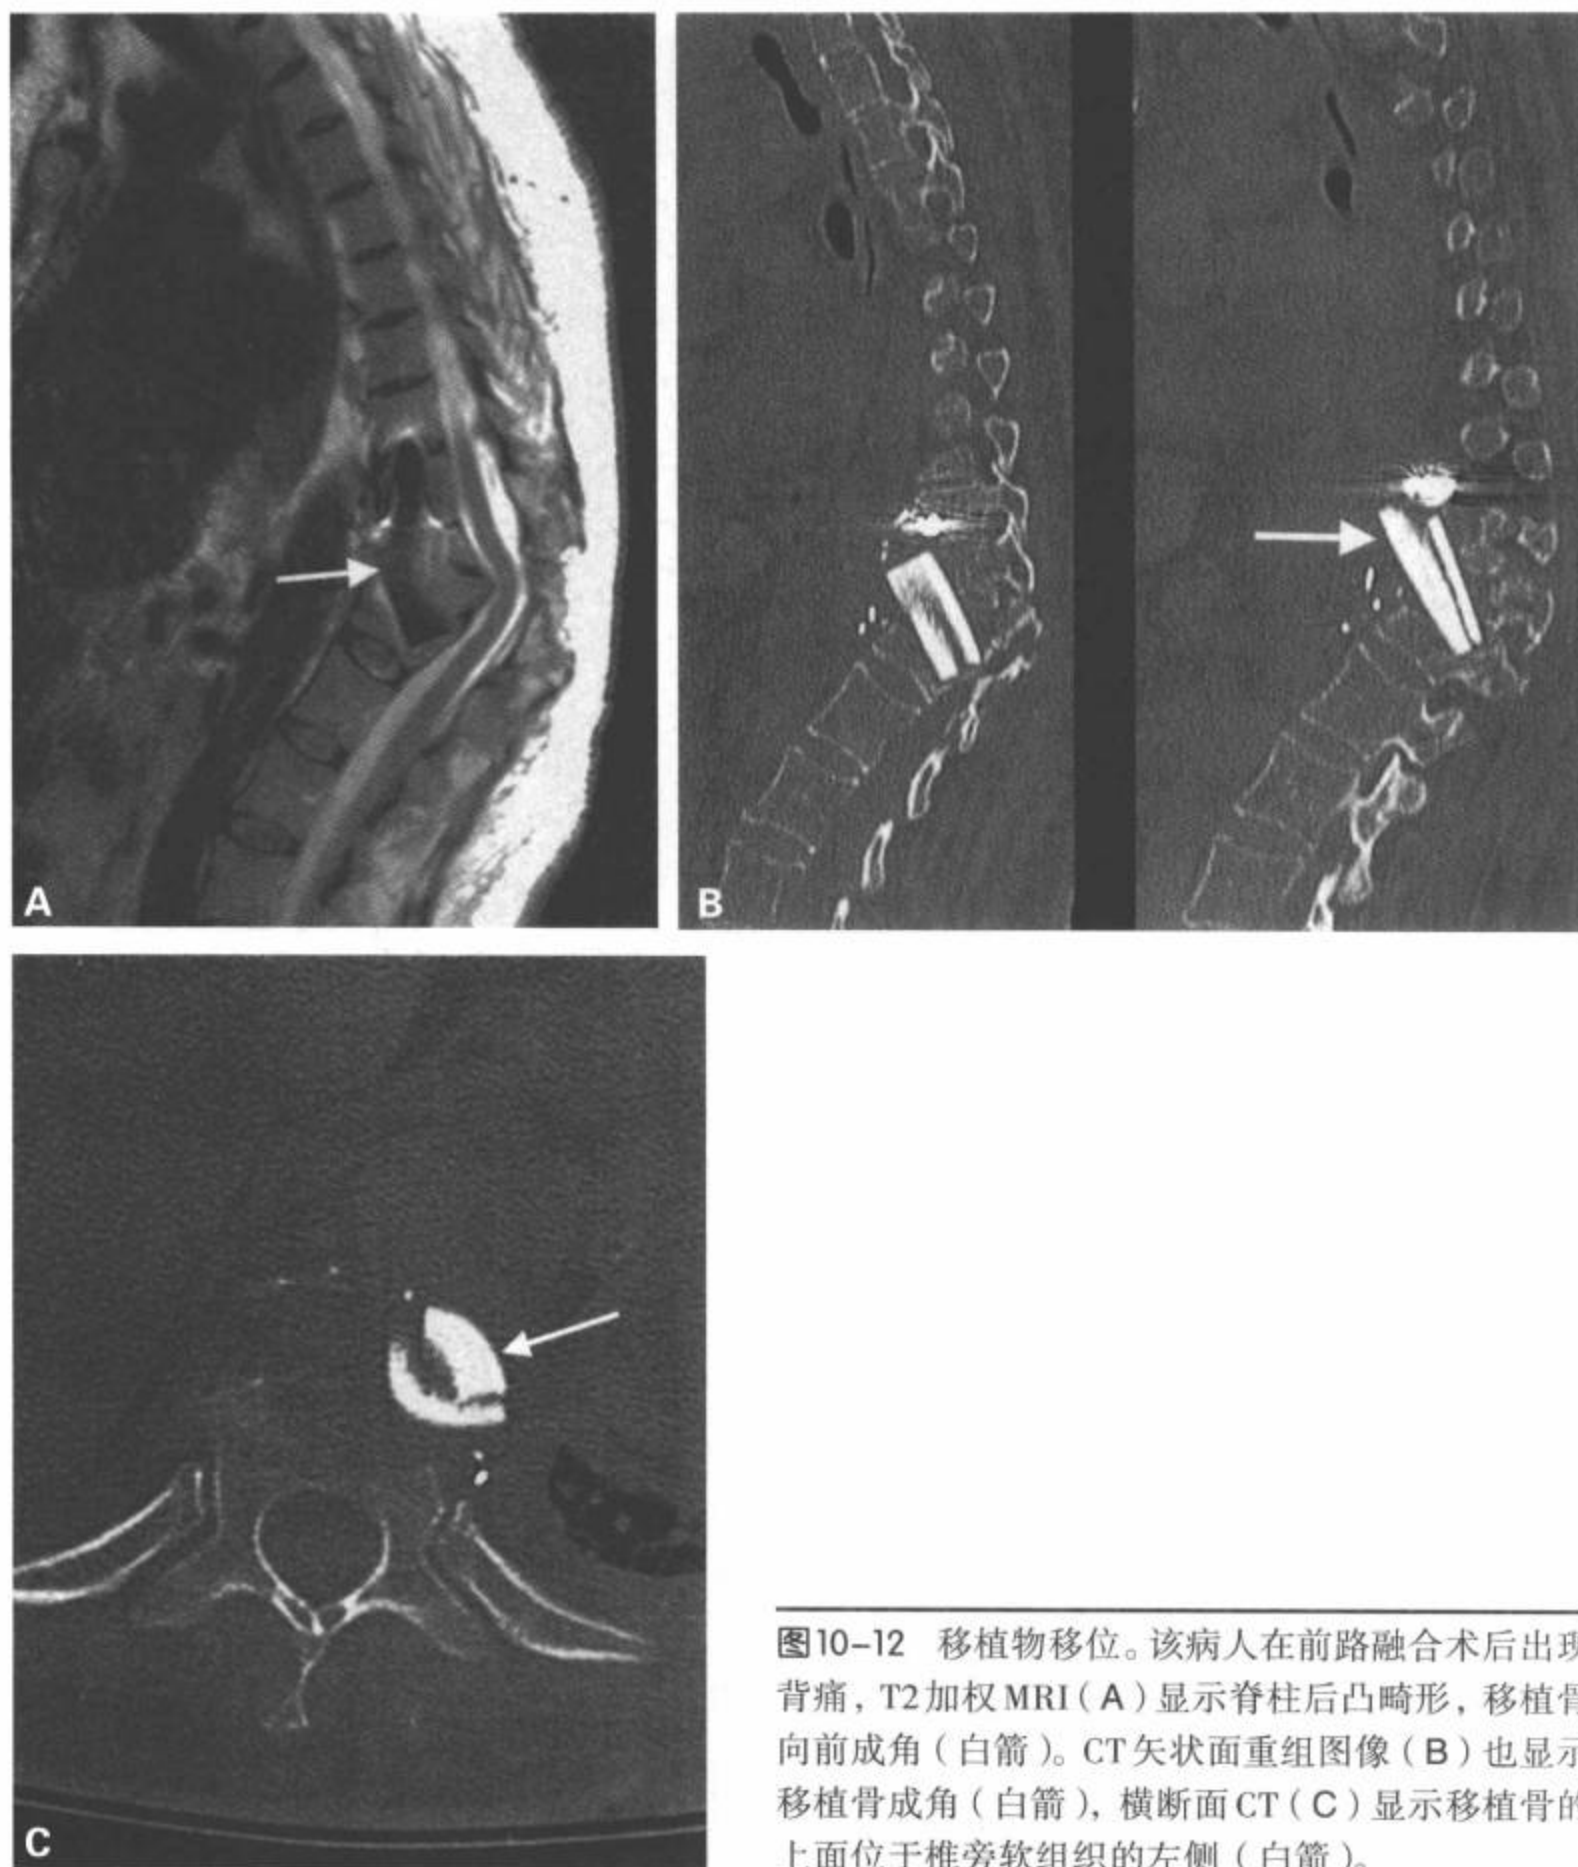 A
B
C
图10-12 移植物移位。该病人在前路融合术后出现
背痛，T2加权MRI（A）显示脊柱后凸畸形，移植骨
向前成角（白箭）。CT矢状面重组图像（B）也显示
移植骨成角（白箭），横断面CT（C）显示移植骨的
上面位于椎旁软组织的左侧（白箭）。